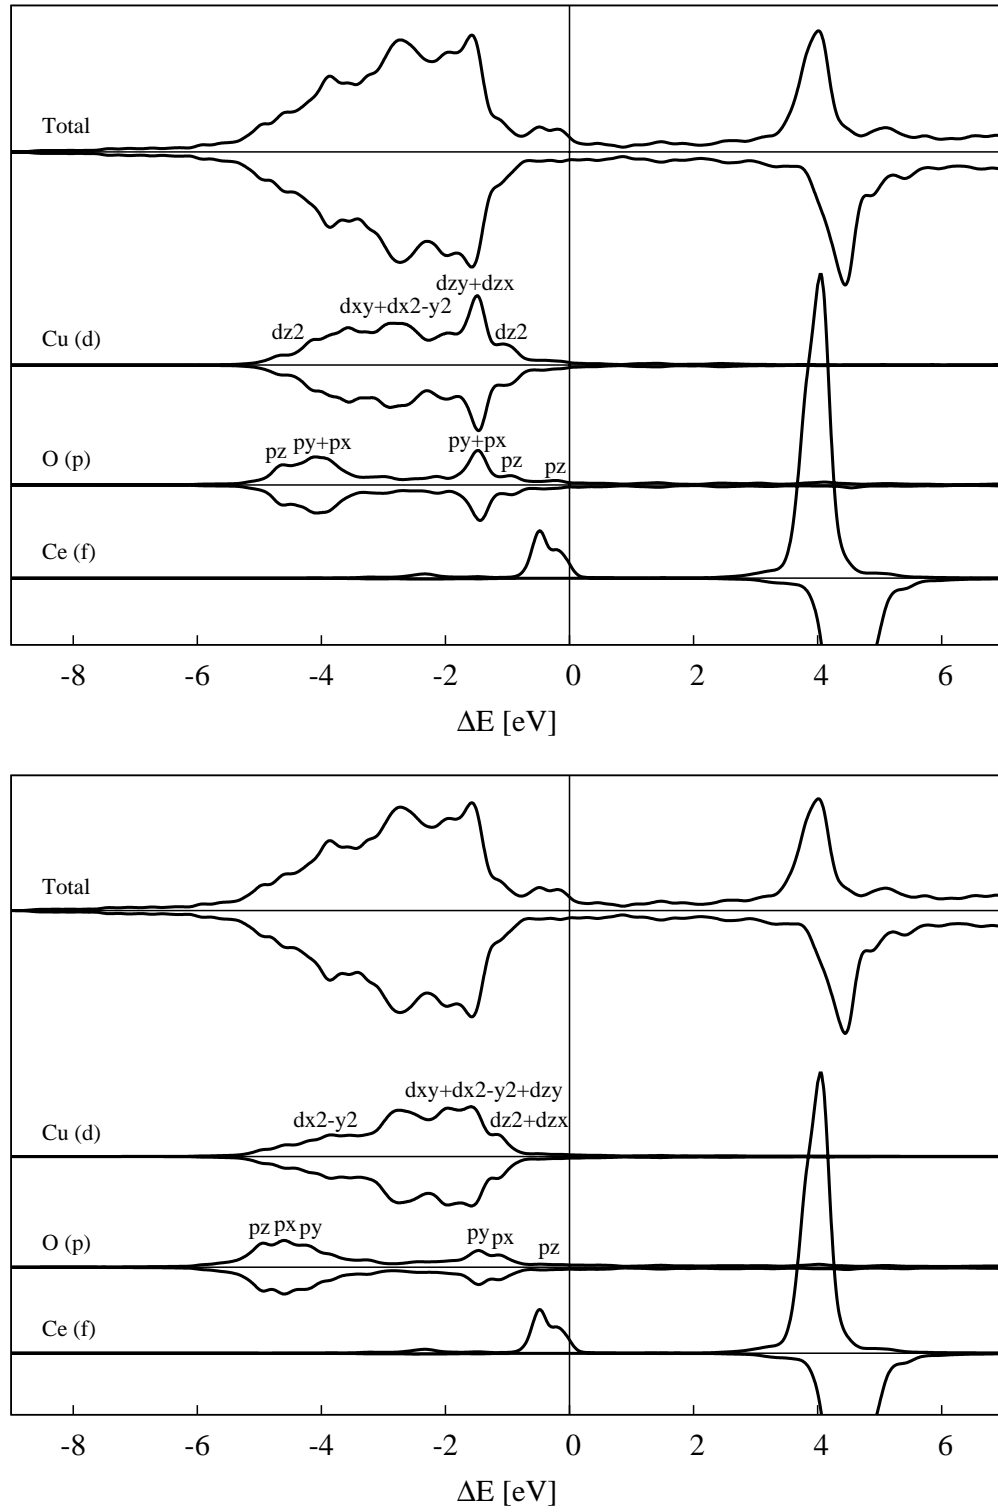 Total
dzy+dzx
dxy+dx2-y2
dz2
dz2
Cu (d)
py+px
py+px
pz
pz
pz
O (p)
Ce (f)
-8 -6 -4 -2 0 2 4 6
ΔE [eV]
Total
dxy+dx2-y2+dzy
dx2-y2
dz2+dzx
Cu (d)
pz px py
py px
pz
O (p)
Ce (f)
-8 -6 -4 -2 0 2 4 6
ΔE [eV]